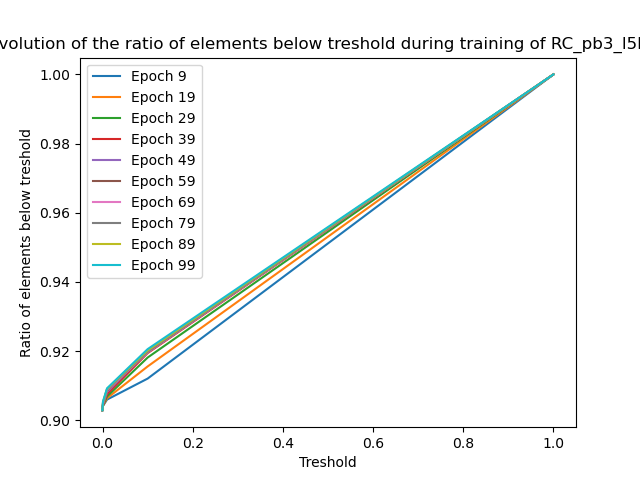 volution of the ratio of elements below treshold during training of RC_pb3_l5
1.00
0.98
0.96
0.94
0.92
0.90
Ratio of elements below treshold
Epoch 9
Epoch 19
Epoch 29
Epoch 39
Epoch 49
Epoch 59
Epoch 69
Epoch 79
Epoch 89
Epoch 99
0.0 0.2 0.4 0.6 0.8 1.0
Treshold